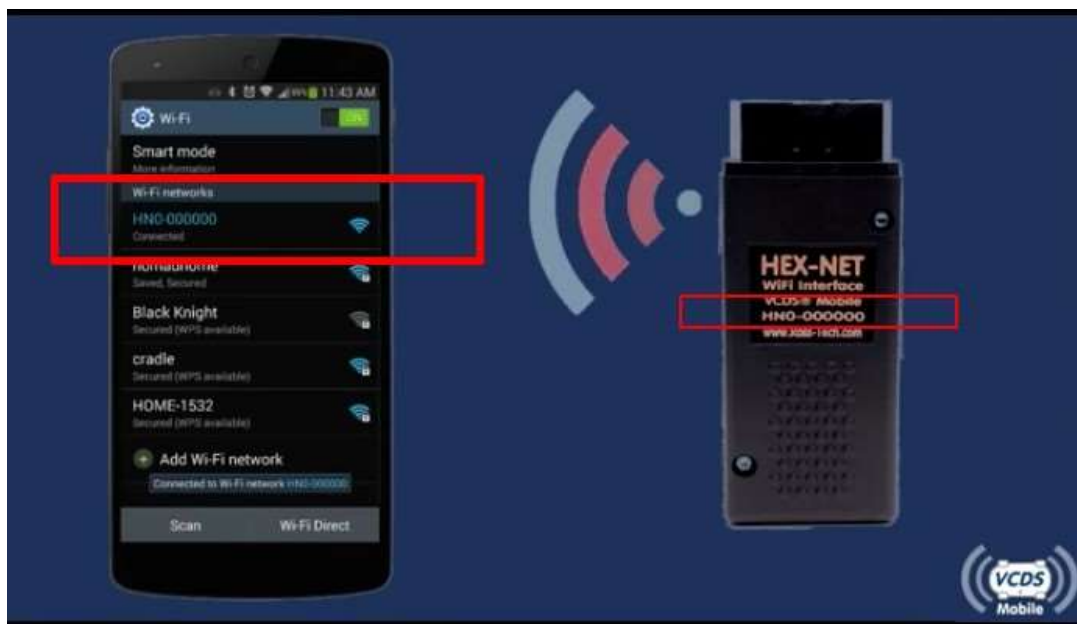 11:43 AM
Wi-Fi
ON
Smart mode
More information
Wi-Fi networks
HN0-000000
Connected
nomadhome
Saved, Secured
Black Knight
Secured (WPS available)
cradle
Secured (WPS available)
HOME-1532
Secured (WPS available)
Add Wi-Fi network
Connected to Wi-Fi network HN0-000000
Scan Wi-Fi Direct
HEX-NET
WiFi Interface
VCDS® Mobile
HN0-000000
www.Ross-Tech.com
VCDS
Mobile